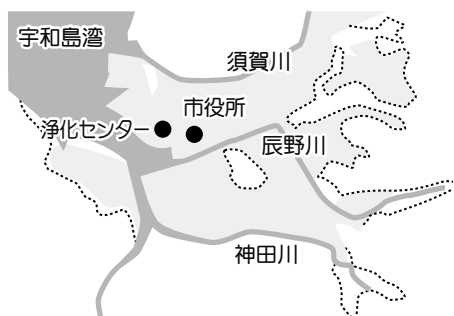 宇和島湾
須賀川
市役所
浄化センター
辰野川
神田川